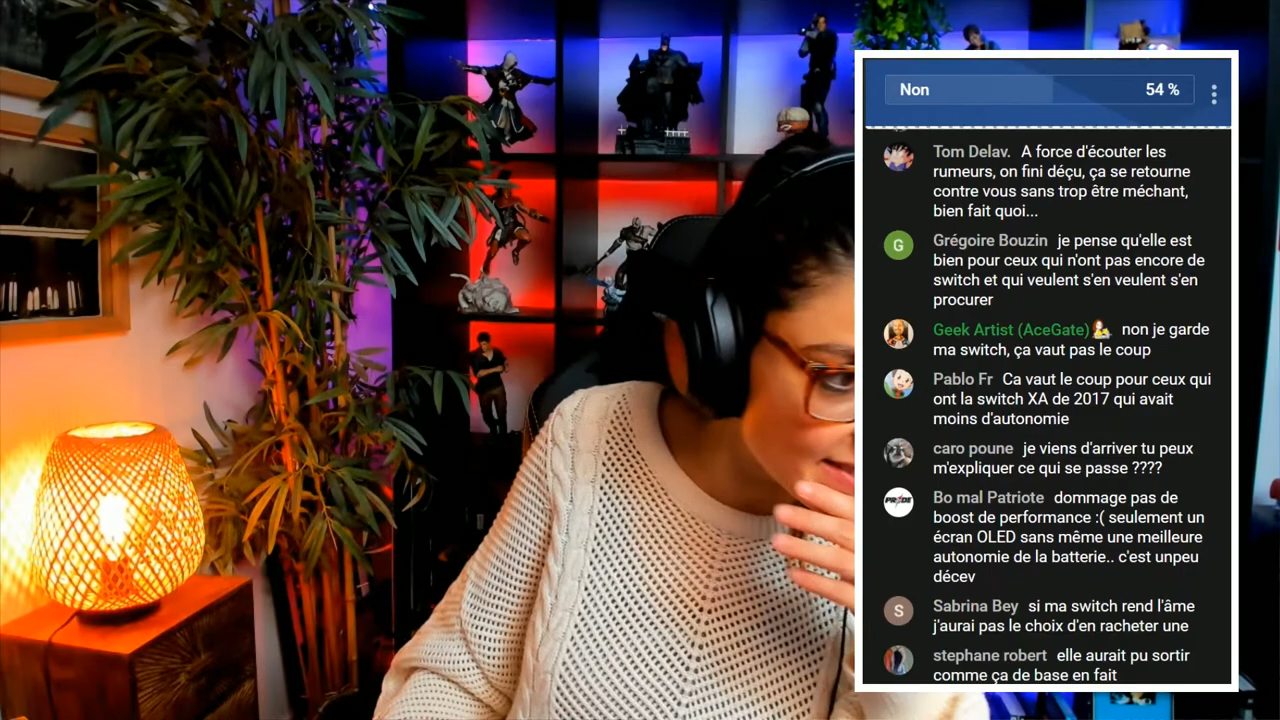 Non 54 %
Tom Delav. A force d'écouter les
rumeurs, on fini déçu, ça se retourne
contre vous sans trop être méchant,
bien fait quoi...
G Grégoire Bouzin je pense qu'elle est
bien pour ceux qui n'ont pas encore de
switch et qui veulent s'en veulent s'en
procurer
Geek Artist (AceGate) non je garde
ma switch, ça vaut pas le coup
Pablo Fr Ca vaut le coup pour ceux qui
ont la switch XA de 2017 qui avait
moins d'autonomie
caro poune je viens d'arriver tu peux
m'expliquer ce qui se passe ????
PRIDE Bo mal Patriote dommage pas de
boost de performance :( seulement un
écran OLED sans même une meilleure
autonomie de la batterie.. c'est unpeu
décev
S Sabrina Bey si ma switch rend l'âme
j'aurai pas le choix d'en racheter une
stephane robert elle aurait pu sortir
comme ça de base en fait